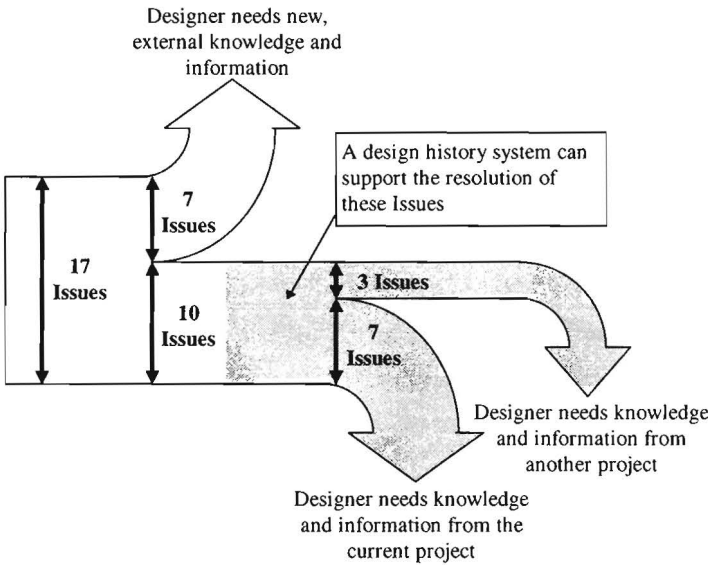 Designer needs new,
external knowledge and
information
A design history system can
support the resolution of
these Issues
7
Issues
17
Issues
3 Issues
10
Issues
7
Issues
Designer needs knowledge
and information from
another project
Designer needs knowledge
and information from the
current project